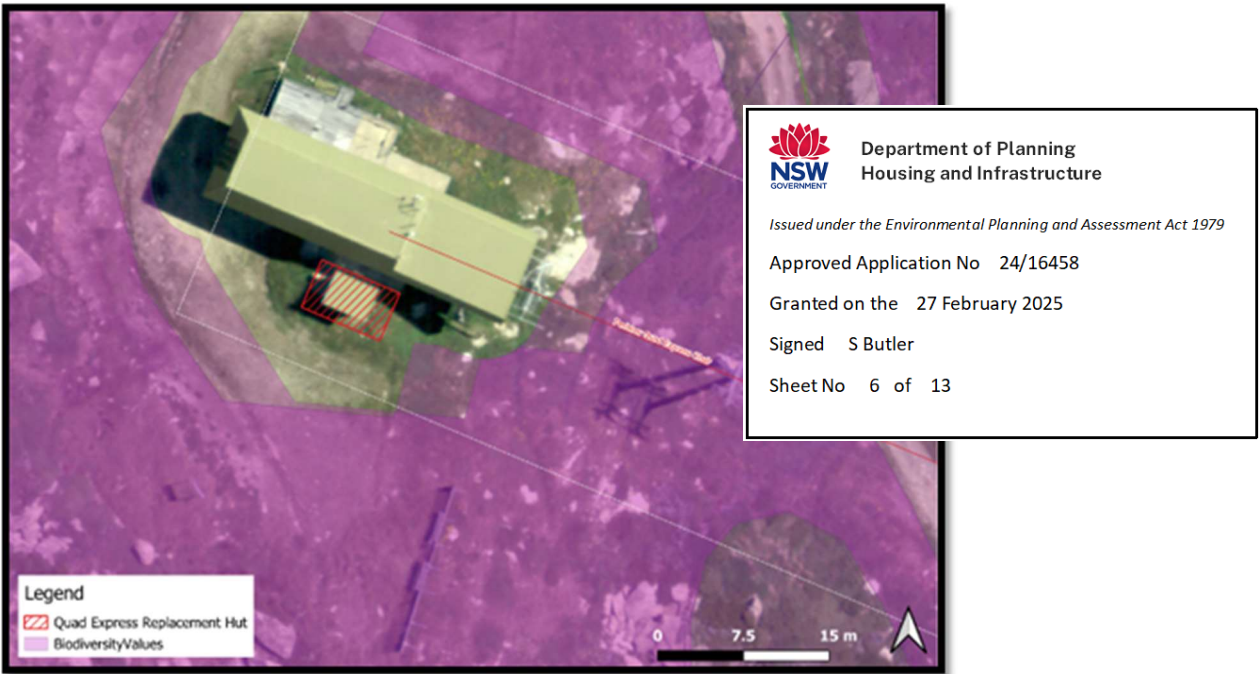 NSW
GOVERNMENT
Department of Planning
Housing and Infrastructure
Issued under the Environmental Planning and Assessment Act 1979
Approved Application No 24/16458
Granted on the 27 February 2025
Signed S Butler
Sheet No 6 of 13
Legend
Quad Express Replacement Hut
BiodiversityValues
0 7.5 15 m